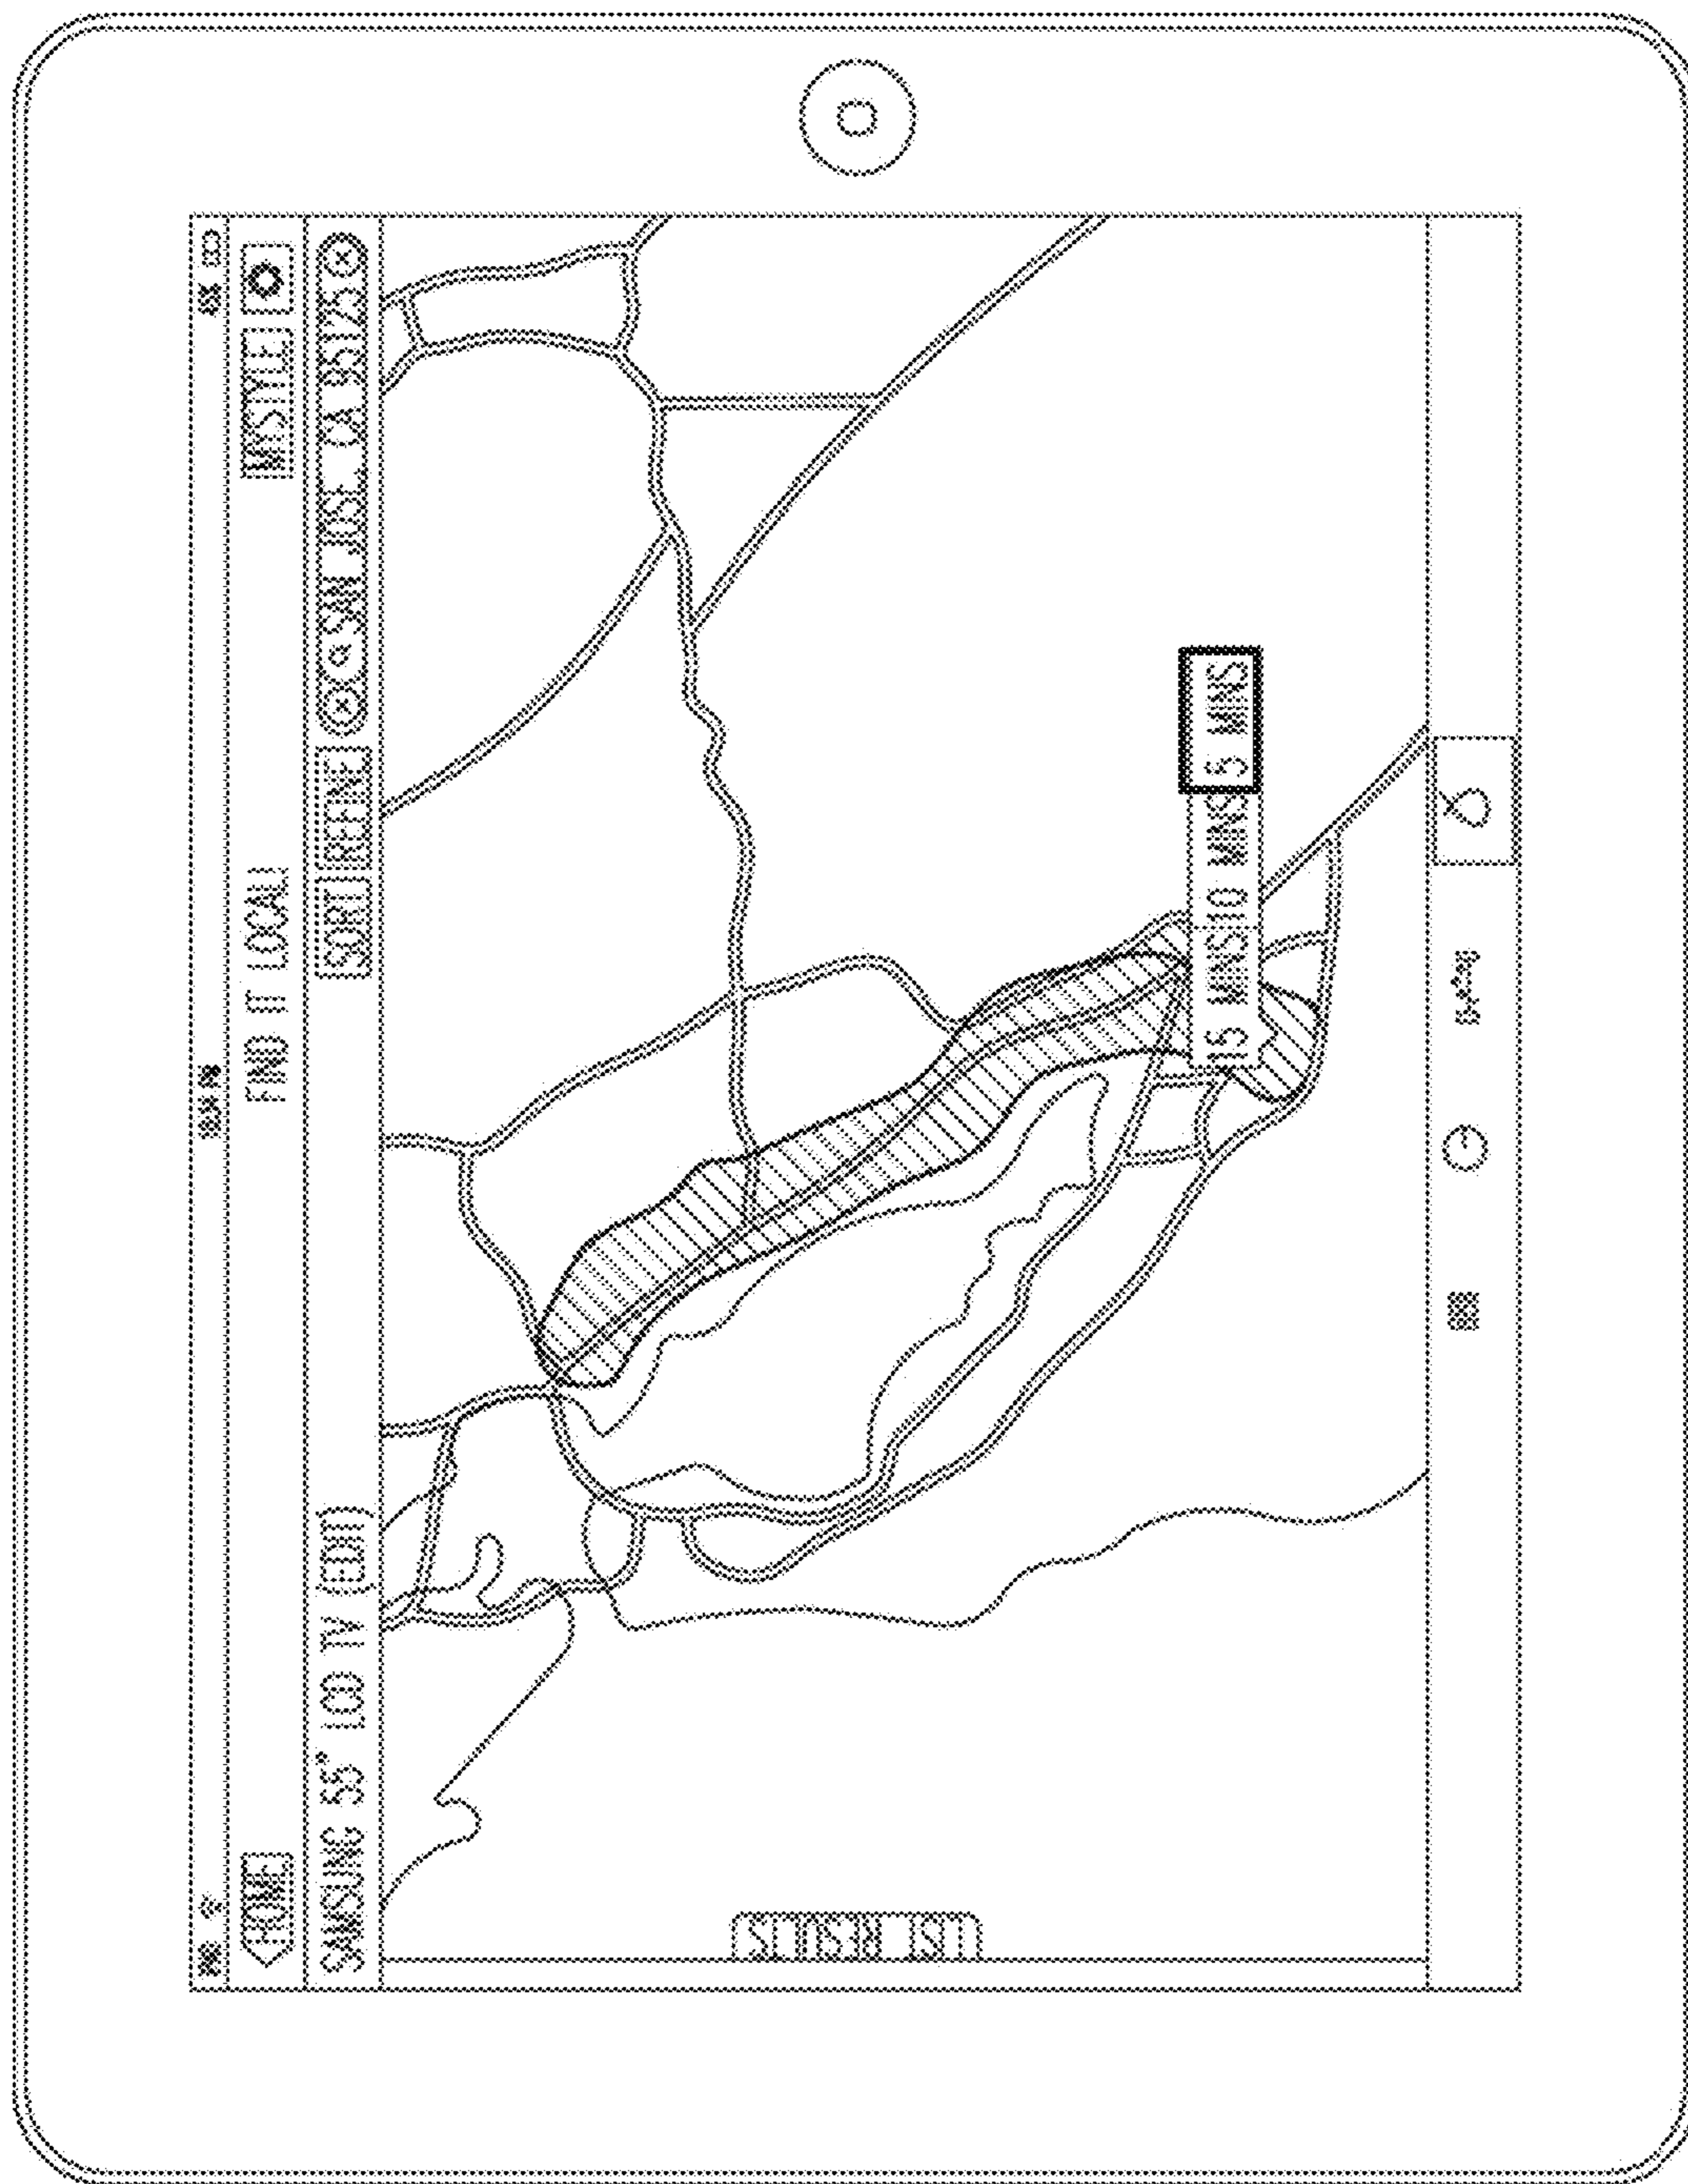 HOME FIND IT LOCAL! MYSTYLE
SAMSUNG 55" LCD TV (EDIT) SORT REFINE SAN JOSE, CA 95125
LIST RESULTS
15 MINS 10 MINS 5 MINS